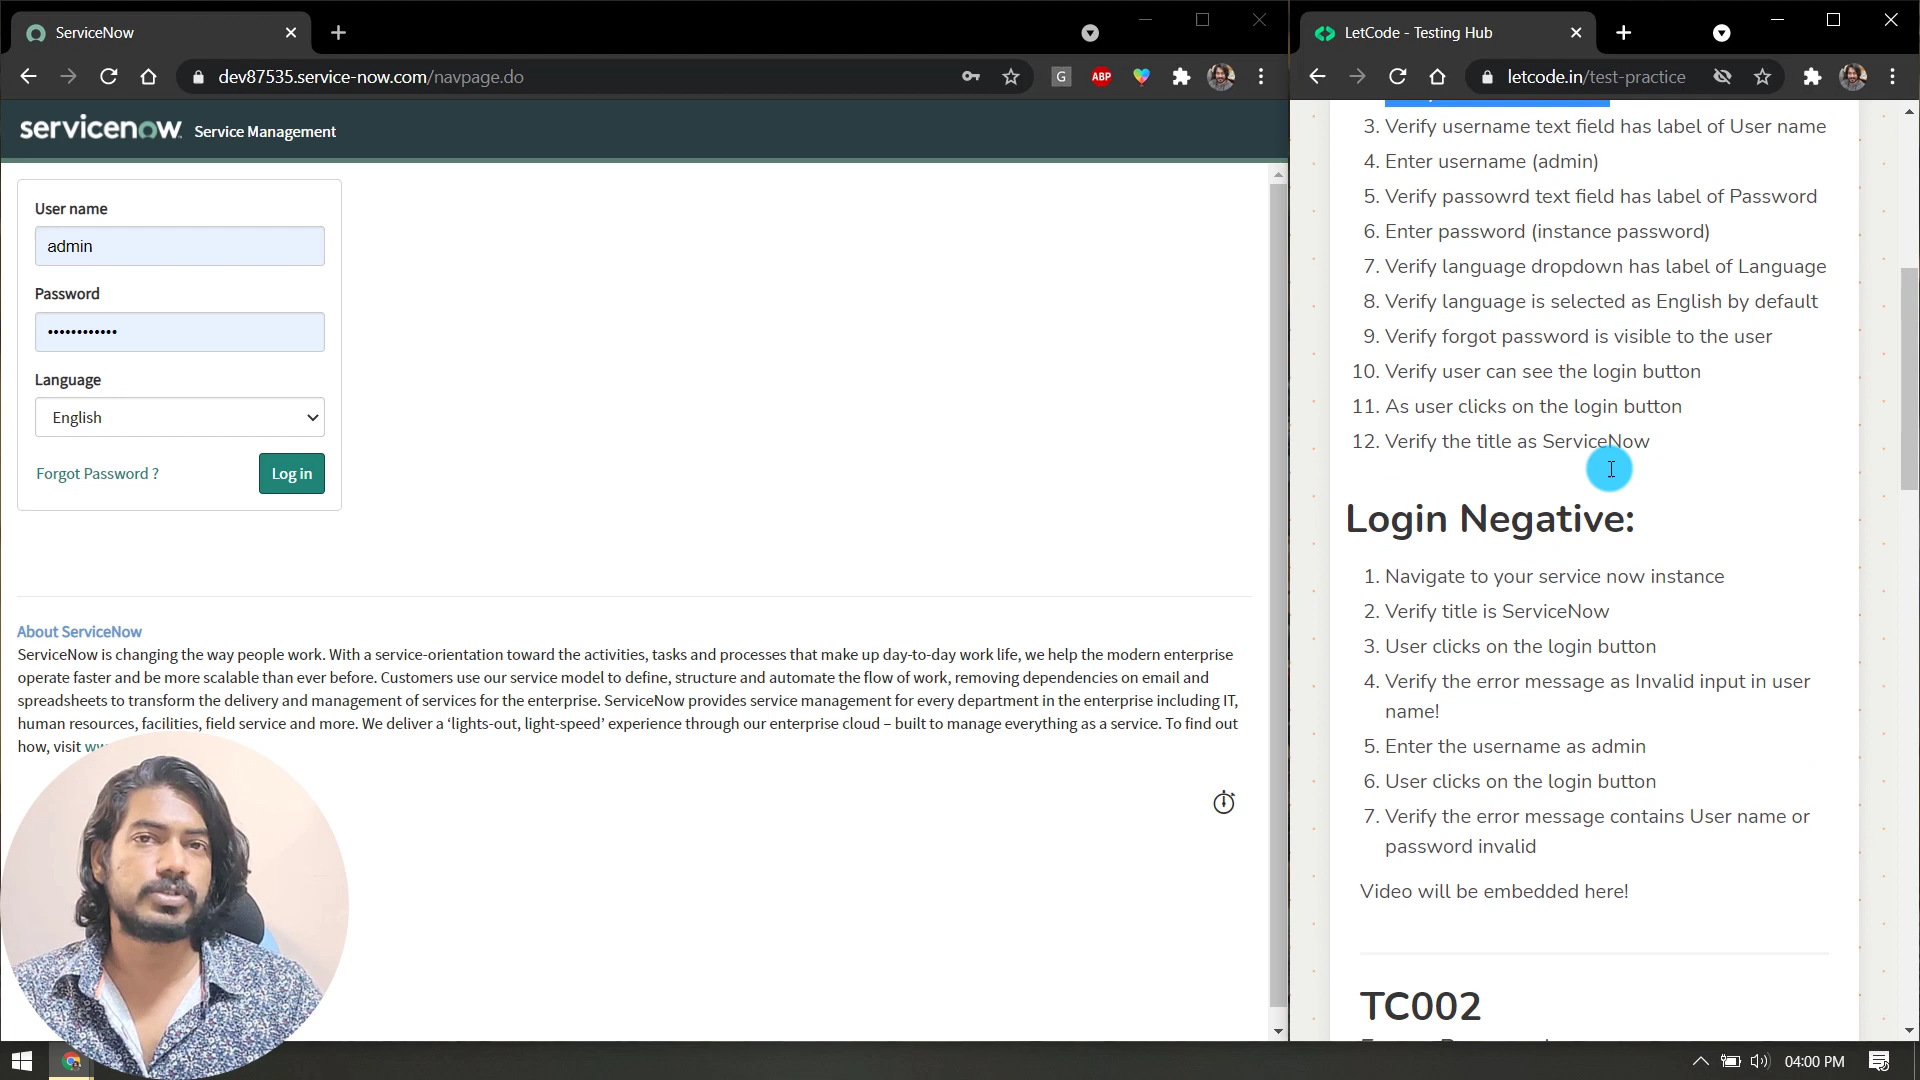 ServiceNow
dev87535.service-now.com/navpage.do
G
ABP
servicenow Service Management
User name
admin
Password
••••••••••••
Language
English
Forgot Password ?
Log in
About ServiceNow
ServiceNow is changing the way people work. With a service-orientation toward the activities, tasks and processes that make up day-to-day work life, we help the modern enterprise
operate faster and be more scalable than ever before. Customers use our service model to define, structure and automate the flow of work, removing dependencies on email and
spreadsheets to transform the delivery and management of services for the enterprise. ServiceNow provides service management for every department in the enterprise including IT,
human resources, facilities, field service and more. We deliver a ‘lights-out, light-speed’ experience through our enterprise cloud – built to manage everything as a service. To find out
how, visit
LetCode - Testing Hub
letcode.in/test-practice
3. Verify username text field has label of User name
4. Enter username (admin)
5. Verify passowrd text field has label of Password
6. Enter password (instance password)
7. Verify language dropdown has label of Language
8. Verify language is selected as English by default
9. Verify forgot password is visible to the user
10. Verify user can see the login button
11. As user clicks on the login button
12. Verify the title as ServiceNow
Login Negative:
1. Navigate to your service now instance
2. Verify title is ServiceNow
3. User clicks on the login button
4. Verify the error message as Invalid input in user
name!
5. Enter the username as admin
6. User clicks on the login button
7. Verify the error message contains User name or
password invalid
Video will be embedded here!
TC002
04:00 PM